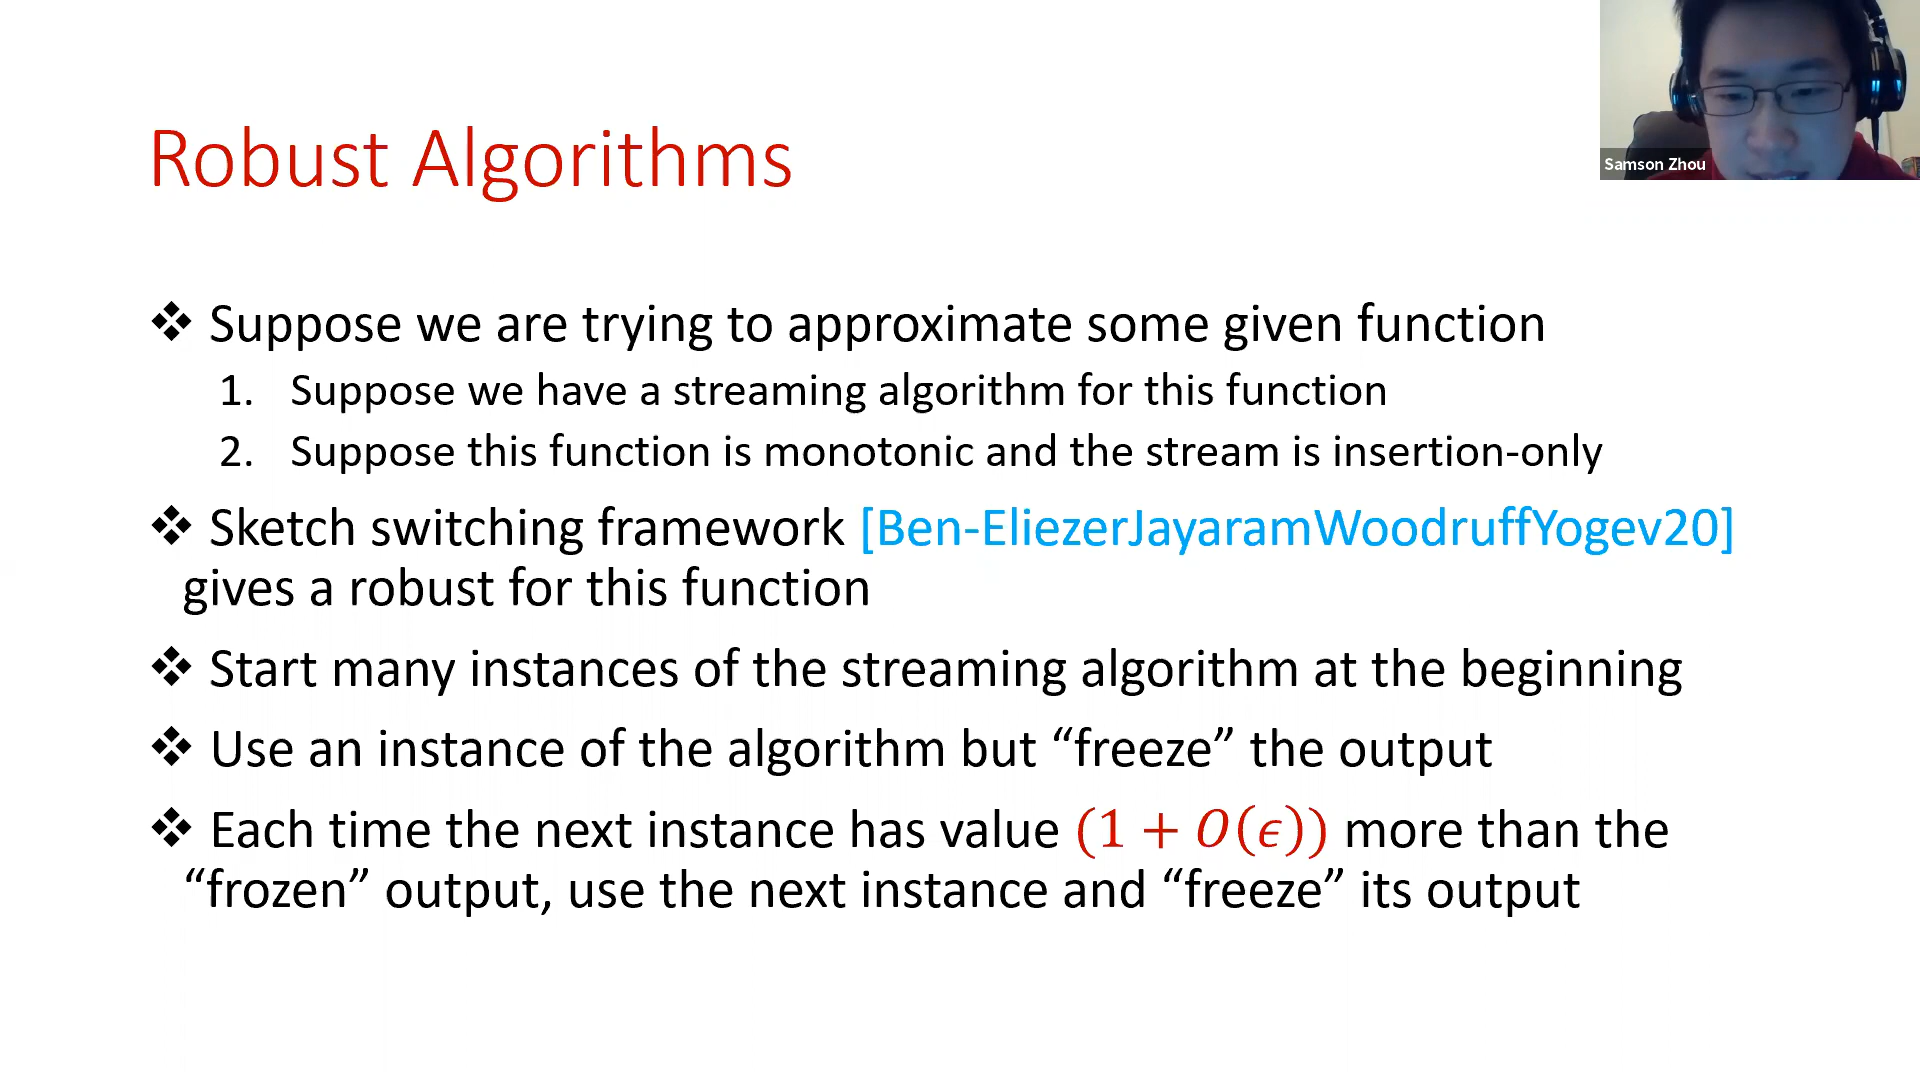 Samson Zhou
Robust Algorithms
❖ Suppose we are trying to approximate some given function
1. Suppose we have a streaming algorithm for this function
2. Suppose this function is monotonic and the stream is insertion-only
❖ Sketch switching framework [Ben-EliezerJayaramWoodruffYogev20]
gives a robust for this function
❖ Start many instances of the streaming algorithm at the beginning
❖ Use an instance of the algorithm but “freeze” the output
❖ Each time the next instance has value (1 + O(ϵ)) more than the
“frozen” output, use the next instance and “freeze” its output